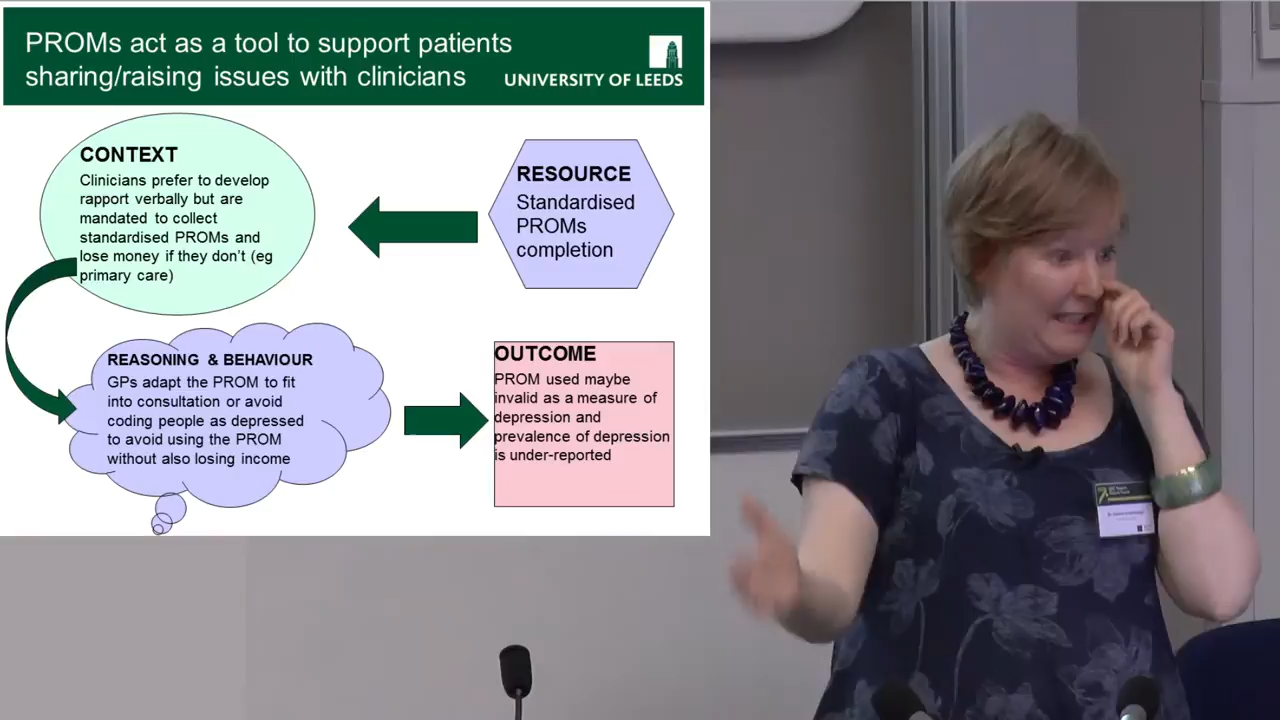 PROMs act as a tool to support patients
sharing/raising issues with clinicians
UNIVERSITY OF LEEDS
CONTEXT
Clinicians prefer to develop
rapport verbally but are
mandated to collect
standardised PROMs and
lose money if they don't (eg
primary care)
RESOURCE
Standardised
PROMs
completion
REASONING & BEHAVIOUR
GPs adapt the PROM to fit
into consultation or avoid
coding people as depressed
to avoid using the PROM
without also losing income
OUTCOME
PROM used maybe
invalid as a measure of
depression and
prevalence of depression
is under-reported